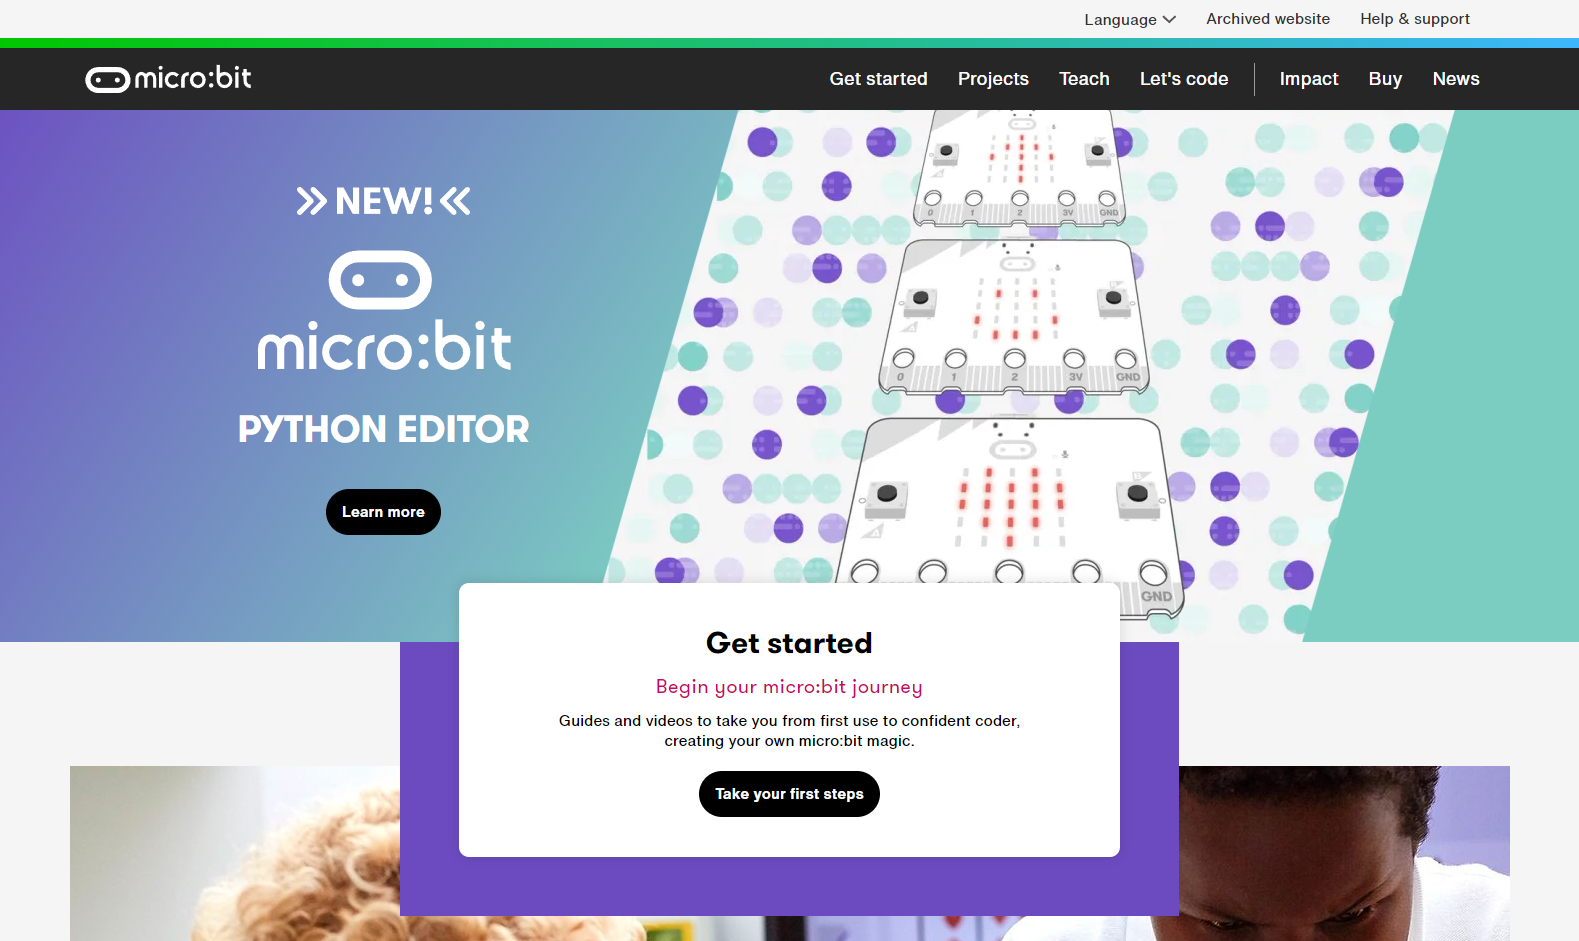 Language Archived website Help & support
micro:bit Get started Projects Teach Let's code Impact Buy News
NEW!
micro:bit
PYTHON EDITOR
Learn more
0 1 2 3V GND
0 1 2 3V GND
GND
Get started
Begin your micro:bit journey
Guides and videos to take you from first use to confident coder,
creating your own micro:bit magic.
Take your first steps